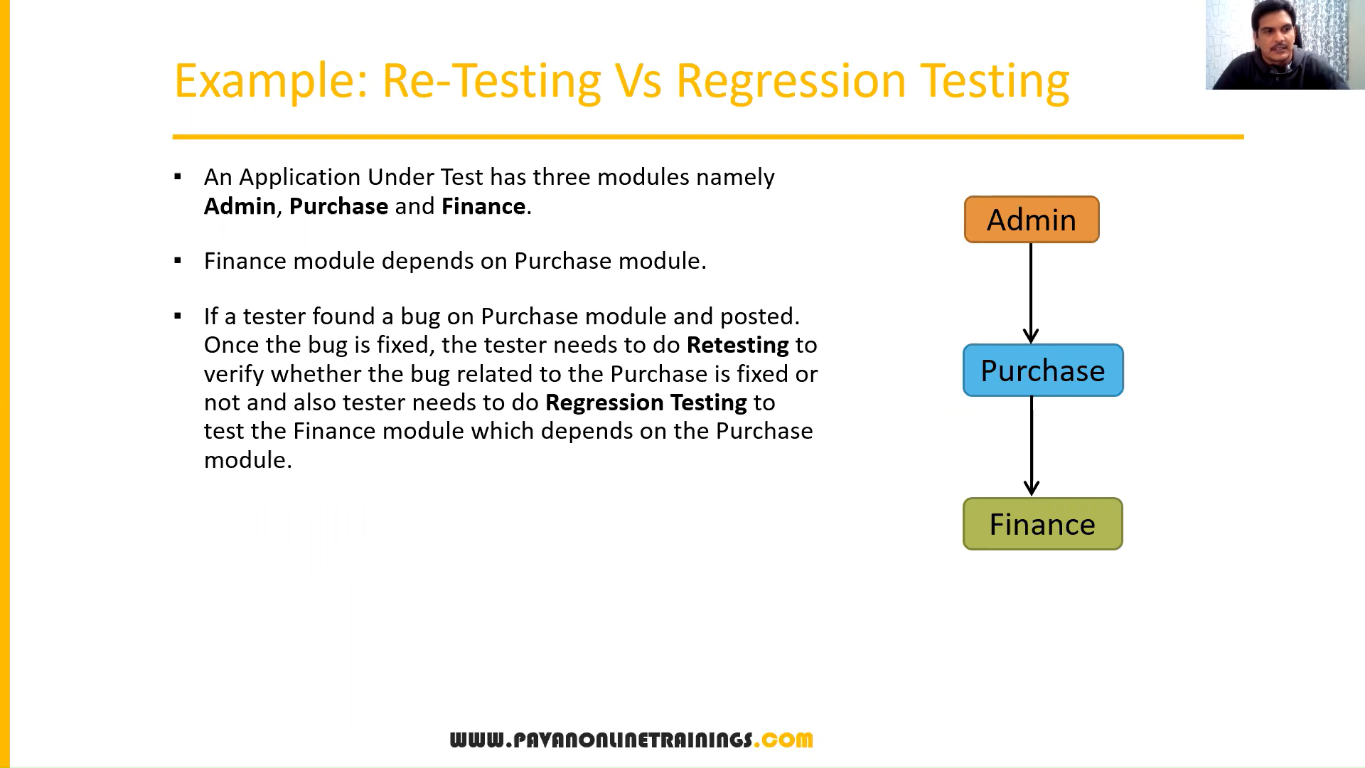 Example: Re-Testing Vs Regression Testing
▪ An Application Under Test has three modules namely
Admin, Purchase and Finance.
▪ Finance module depends on Purchase module.
▪ If a tester found a bug on Purchase module and posted.
Once the bug is fixed, the tester needs to do Retesting to
verify whether the bug related to the Purchase is fixed or
not and also tester needs to do Regression Testing to
test the Finance module which depends on the Purchase
module.
Admin
Purchase
Finance
WWW.PAVANONLINETRAININGS.COM